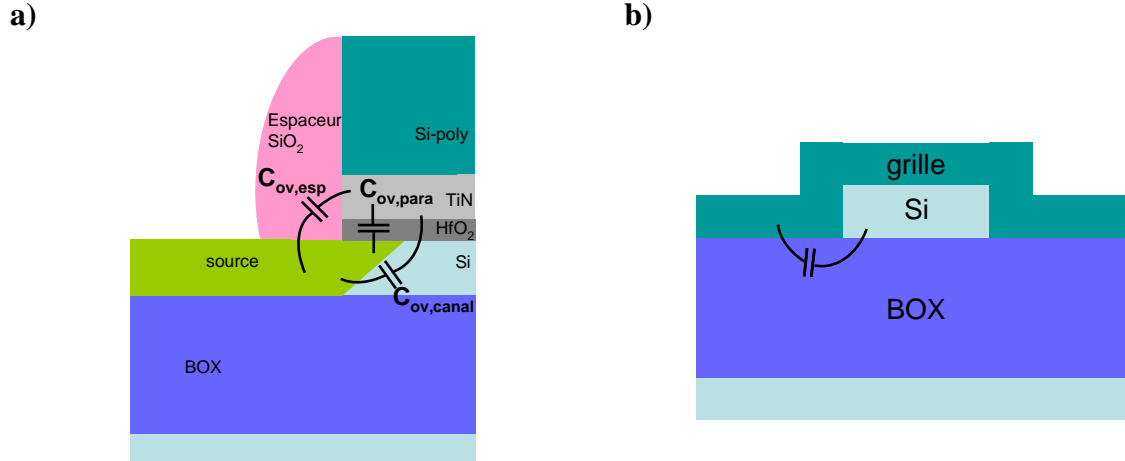 a)
b)
Espaceur
SiO2
Si-poly
Cov,esp
Cov,para
TiN
HfO2
source
Si
Cov,canal
BOX
grille
Si
BOX